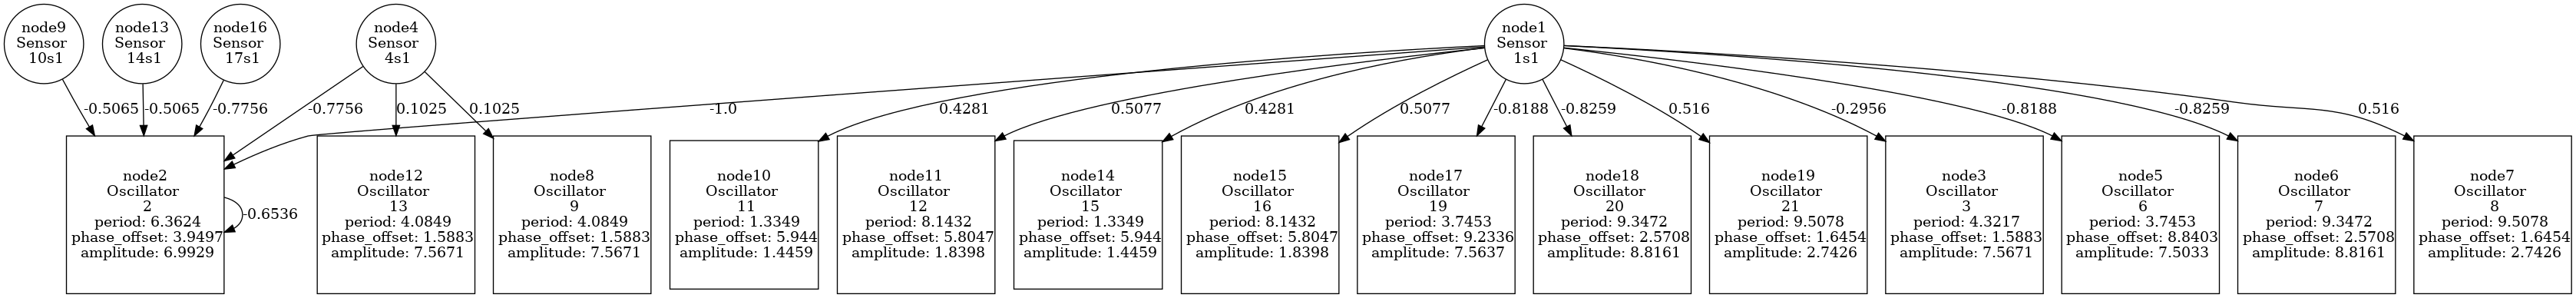 node9
Sensor
10s1
node13
Sensor
14s1
node16
Sensor
17s1
node4
Sensor
4s1
node1
Sensor
1s1
-0.5065
-0.5065
-0.7756
-0.7756
0.1025
0.1025
-1.0
0.4281
0.5077
0.4281
0.5077
-0.8188
-0.8259
0.516
-0.2956
-0.8188
-0.8259
0.516
node2
Oscillator
2
period: 6.3624
phase_offset: 3.9497
amplitude: 6.9929
-0.6536
node12
Oscillator
13
period: 4.0849
phase_offset: 1.5883
amplitude: 7.5671
node8
Oscillator
9
period: 4.0849
phase_offset: 1.5883
amplitude: 7.5671
node10
Oscillator
11
period: 1.3349
phase_offset: 5.944
amplitude: 1.4459
node11
Oscillator
12
period: 8.1432
phase_offset: 5.8047
amplitude: 1.8398
node14
Oscillator
15
period: 1.3349
phase_offset: 5.944
amplitude: 1.4459
node15
Oscillator
16
period: 8.1432
phase_offset: 5.8047
amplitude: 1.8398
node17
Oscillator
19
period: 3.7453
phase_offset: 9.2336
amplitude: 7.5637
node18
Oscillator
20
period: 9.3472
phase_offset: 2.5708
amplitude: 8.8161
node19
Oscillator
21
period: 9.5078
phase_offset: 1.6454
amplitude: 2.7426
node3
Oscillator
3
period: 4.3217
phase_offset: 1.5883
amplitude: 7.5671
node5
Oscillator
6
period: 3.7453
phase_offset: 8.8403
amplitude: 7.5033
node6
Oscillator
7
period: 9.3472
phase_offset: 2.5708
amplitude: 8.8161
node7
Oscillator
8
period: 9.5078
phase_offset: 1.6454
amplitude: 2.7426